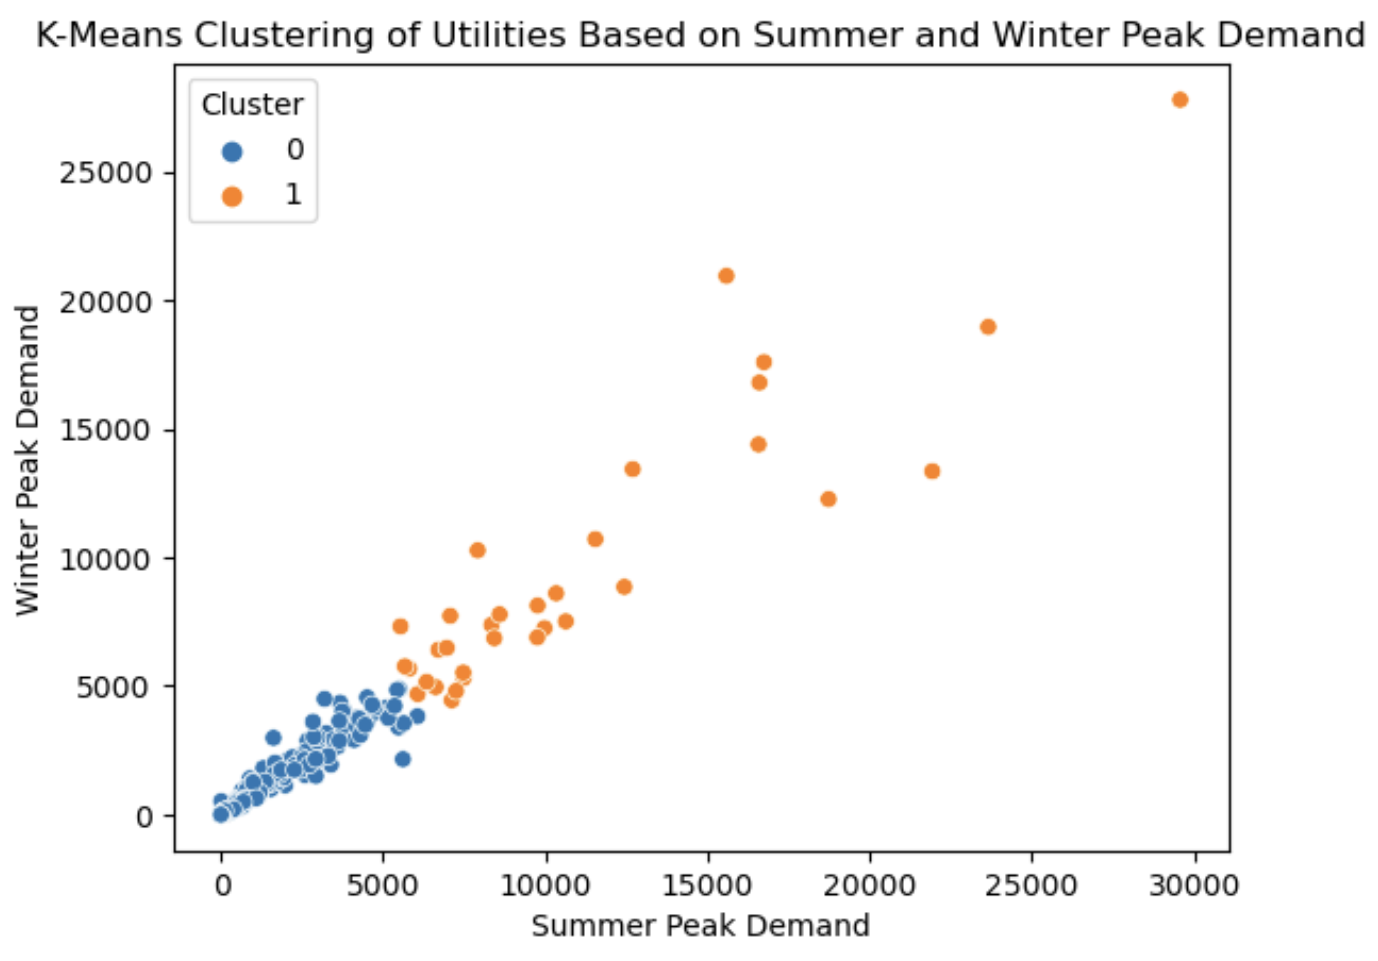 K-Means Clustering of Utilities Based on Summer and Winter Peak Demand
Cluster
0
1
25000
20000
15000
10000
5000
0
Winter Peak Demand
0 5000 10000 15000 20000 25000 30000
Summer Peak Demand